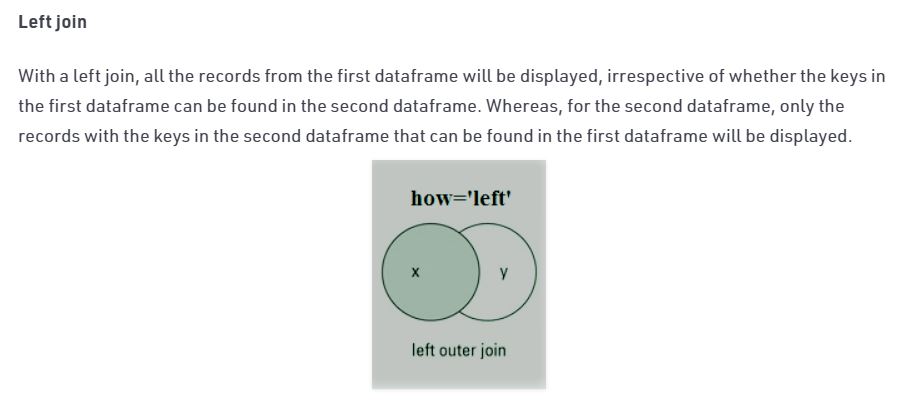 Left join
With a left join, all the records from the first dataframe will be displayed, irrespective of whether the keys in
the first dataframe can be found in the second dataframe. Whereas, for the second dataframe, only the
records with the keys in the second dataframe that can be found in the first dataframe will be displayed.
how='left'
x y
left outer join